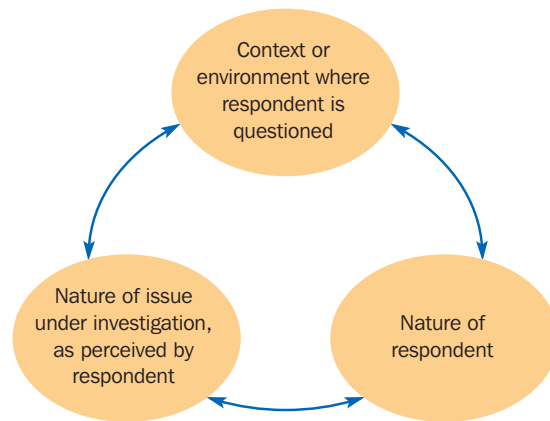 Context or
environment where
respondent is
questioned
Nature of issue
under investigation,
as perceived by
respondent
Nature of
respondent